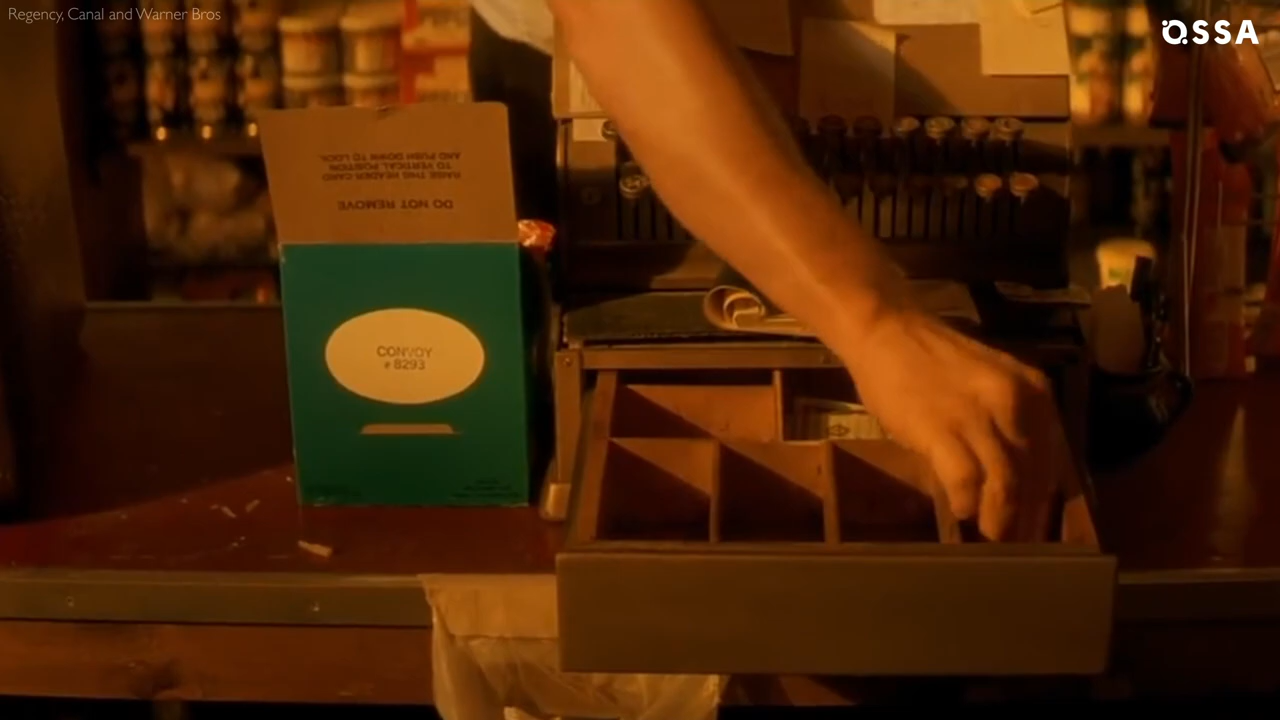 Regency, Canal and Warner Bros
OSSA
RAISE THIS HEADER CARD
TO VERTICAL POSITION
AND PUSH DOWN TO LOCK.
DO NOT REMOVE
CONVOY
# 8293